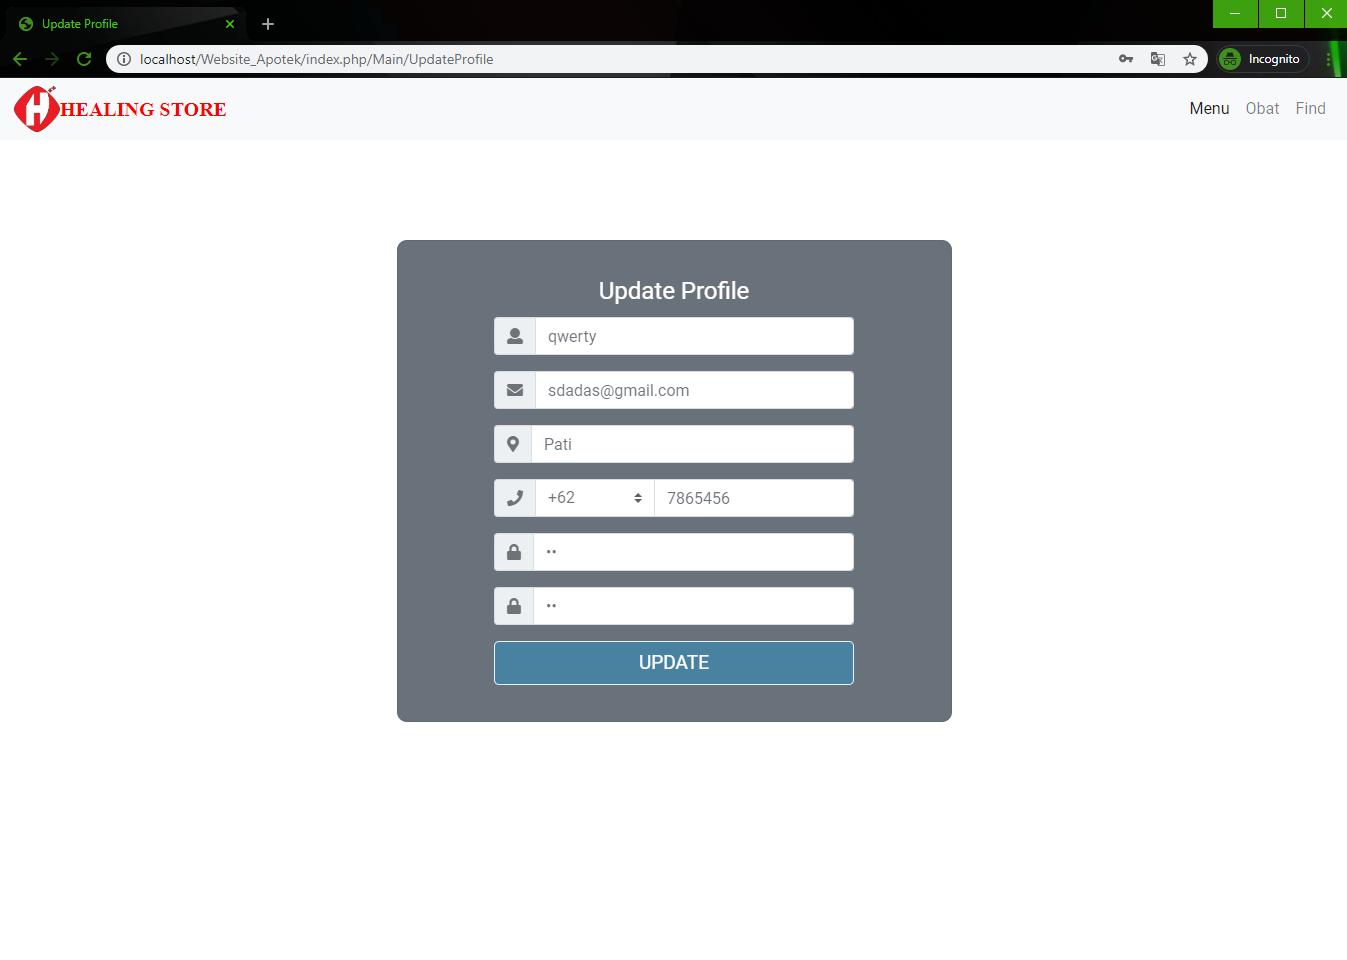 Update Profile
localhost/Website_Apotek/index.php/Main/UpdateProfile
Incognito
HEALING STORE
Menu Obat Find
Update Profile
qwerty
sdadas@gmail.com
Pati
+62 7865456
••
••
UPDATE